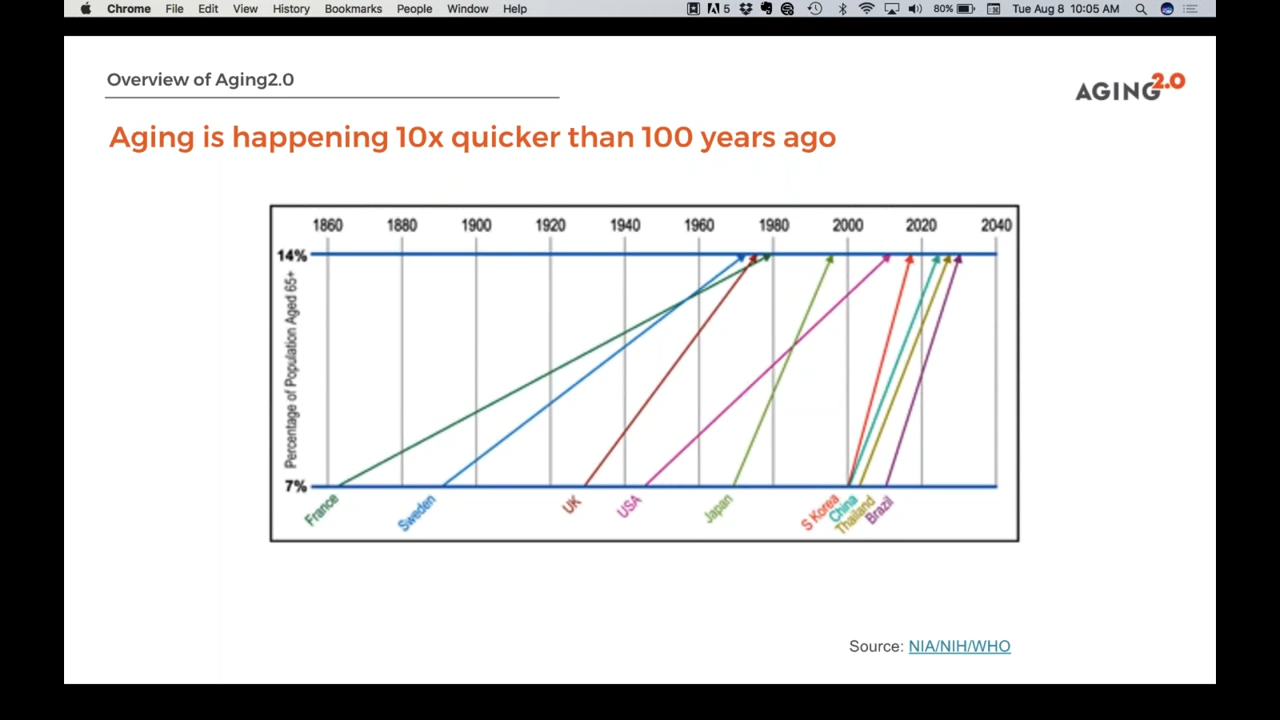 Chrome File Edit View History Bookmarks People Window Help 5 80% Tue Aug 8 10:05 AM
Overview of Aging2.0
AGING2.0
Aging is happening 10x quicker than 100 years ago
1860 1880 1900 1920 1940 1960 1980 2000 2020 2040
14%
Percentage of Population Aged 65+
7%
France Sweden UK USA Japan S Korea China Thailand Brazil
Source: NIA/NIH/WHO